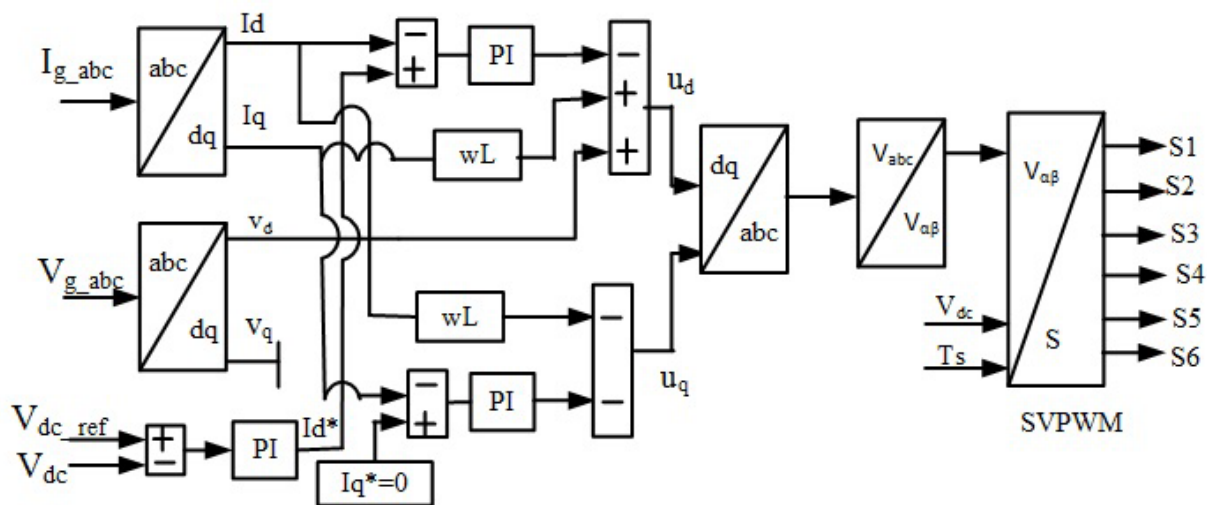 I_g_abc
abc
dq
Id
Iq
−
+
PI
wL
−
+
+
u_d
V_g_abc
abc
dq
v_d
v_q
wL
−
−
u_q
−
+
PI
Iq*=0
V_dc_ref
V_dc
+
−
PI
Id*
dq
abc
V_abc
V_αβ
V_αβ
S
V_dc
Ts
S1
S2
S3
S4
S5
S6
SVPWM